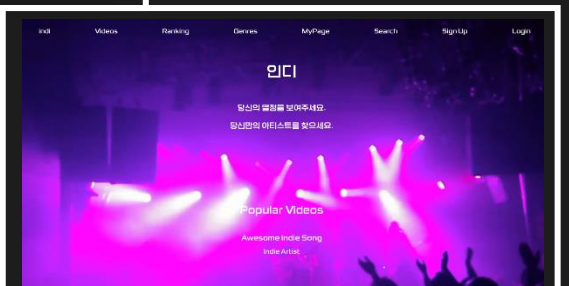 indi Videos Ranking Genres MyPage Search Sign Up Login
인디
당신의 열정을 보여주세요.
당신만의 아티스트를 찾으세요.
Popular Videos
Awesome Indie Song
Indie Artist